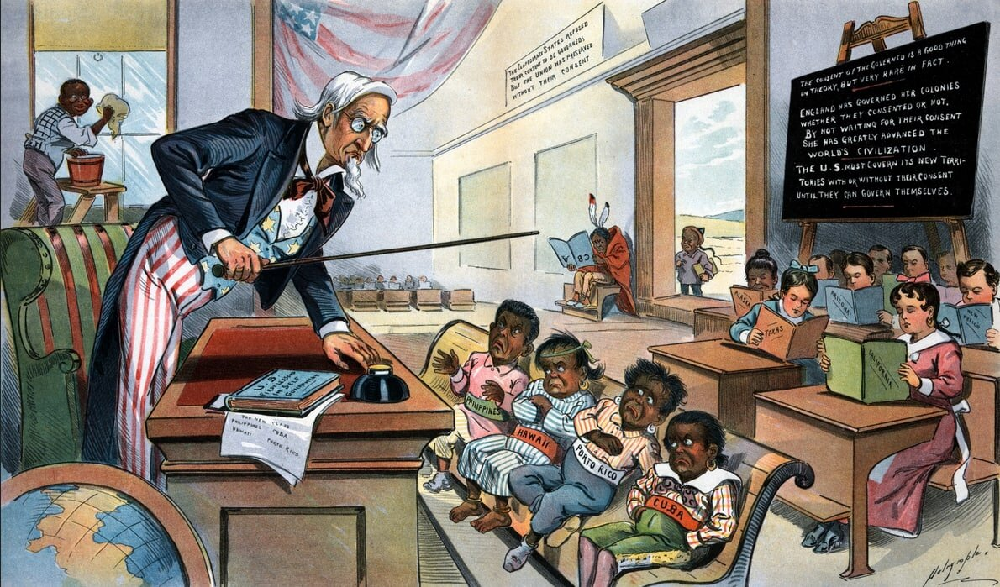 THE CONFEDERATE STATES REFUSED
THEIR CONSENT TO BE GOVERNED;
BUT THE UNION WAS PRESERVED
WITHOUT THEIR CONSENT.
THE CONSENT OF THE GOVERNED IS A GOOD THING
IN THEORY, BUT VERY RARE IN FACT.
ENGLAND HAS GOVERNED HER COLONIES
WHETHER THEY CONSENTED OR NOT.
BY NOT WAITING FOR THEIR CONSENT
SHE HAS GREATLY ADVANCED THE
WORLD'S CIVILIZATION.
THE U.S. MUST GOVERN ITS NEW TERRI-
TORIES WITH OR WITHOUT THEIR CONSENT
UNTIL THEY CAN GOVERN THEMSELVES.
ABC
ALASKA
TEXAS
ARIZONA
CALIFORNIA
NEW
MEXICO
PHILIPPINES
HAWAII
PORTO RICO
CUBA
U.S.
FIRST LESSONS
IN SELF
GOVERNMENT
THE NEW CLASS
PHILIPPINES CUBA
HAWAII PORTO RICO
Dalrymple.